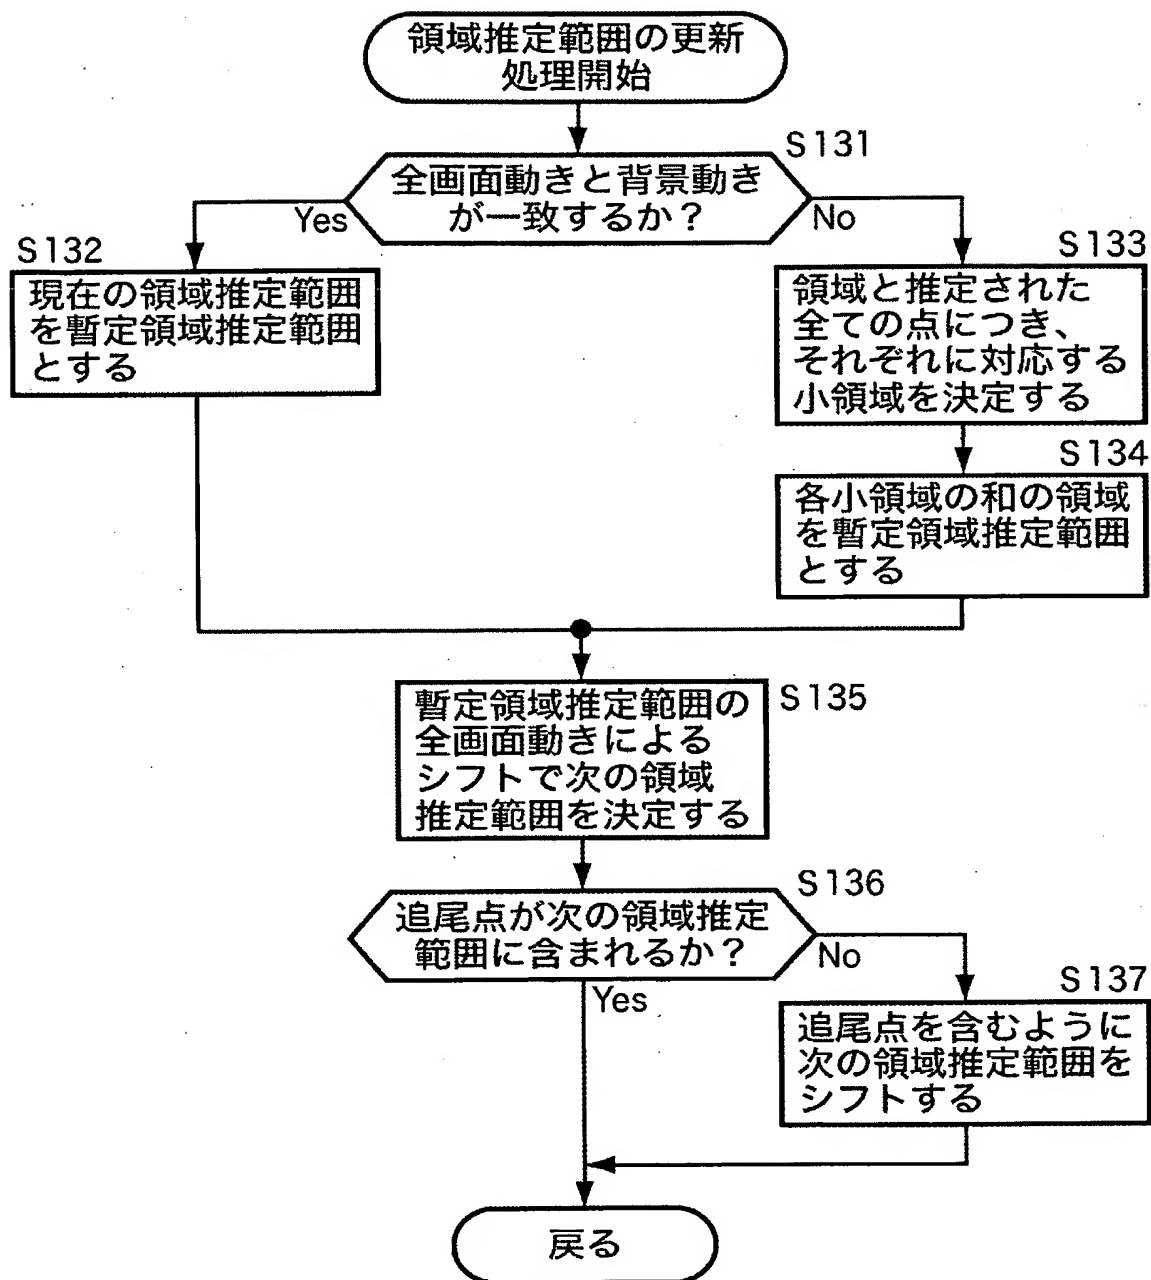 領域推定範囲の更新
処理開始
S131
全画面動きと背景動き
が一致するか？
Yes
No
S132
現在の領域推定範囲
を暫定領域推定範囲
とする
S133
領域と推定された
全ての点につき、
それぞれに対応する
小領域を決定する
S134
各小領域の和の領域
を暫定領域推定範囲
とする
S135
暫定領域推定範囲の
全画面動きによる
シフトで次の領域
推定範囲を決定する
S136
追尾点が次の領域推定
範囲に含まれるか？
No
Yes
S137
追尾点を含むように
次の領域推定範囲を
シフトする
戻る